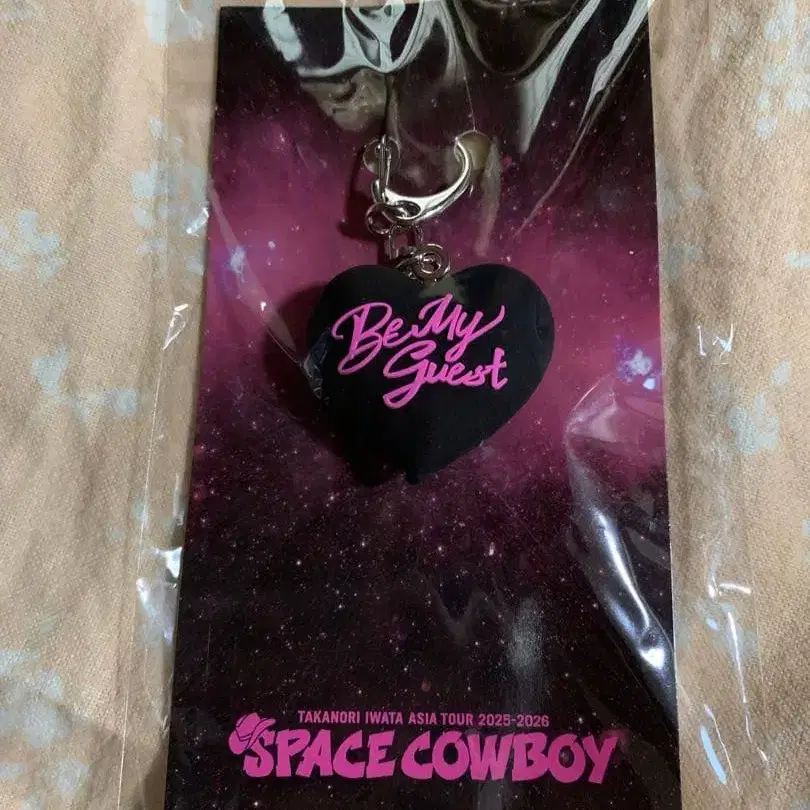 Be My
Guest
TAKANORI IWATA ASIA TOUR 2025-2026
SPACE COWBOY